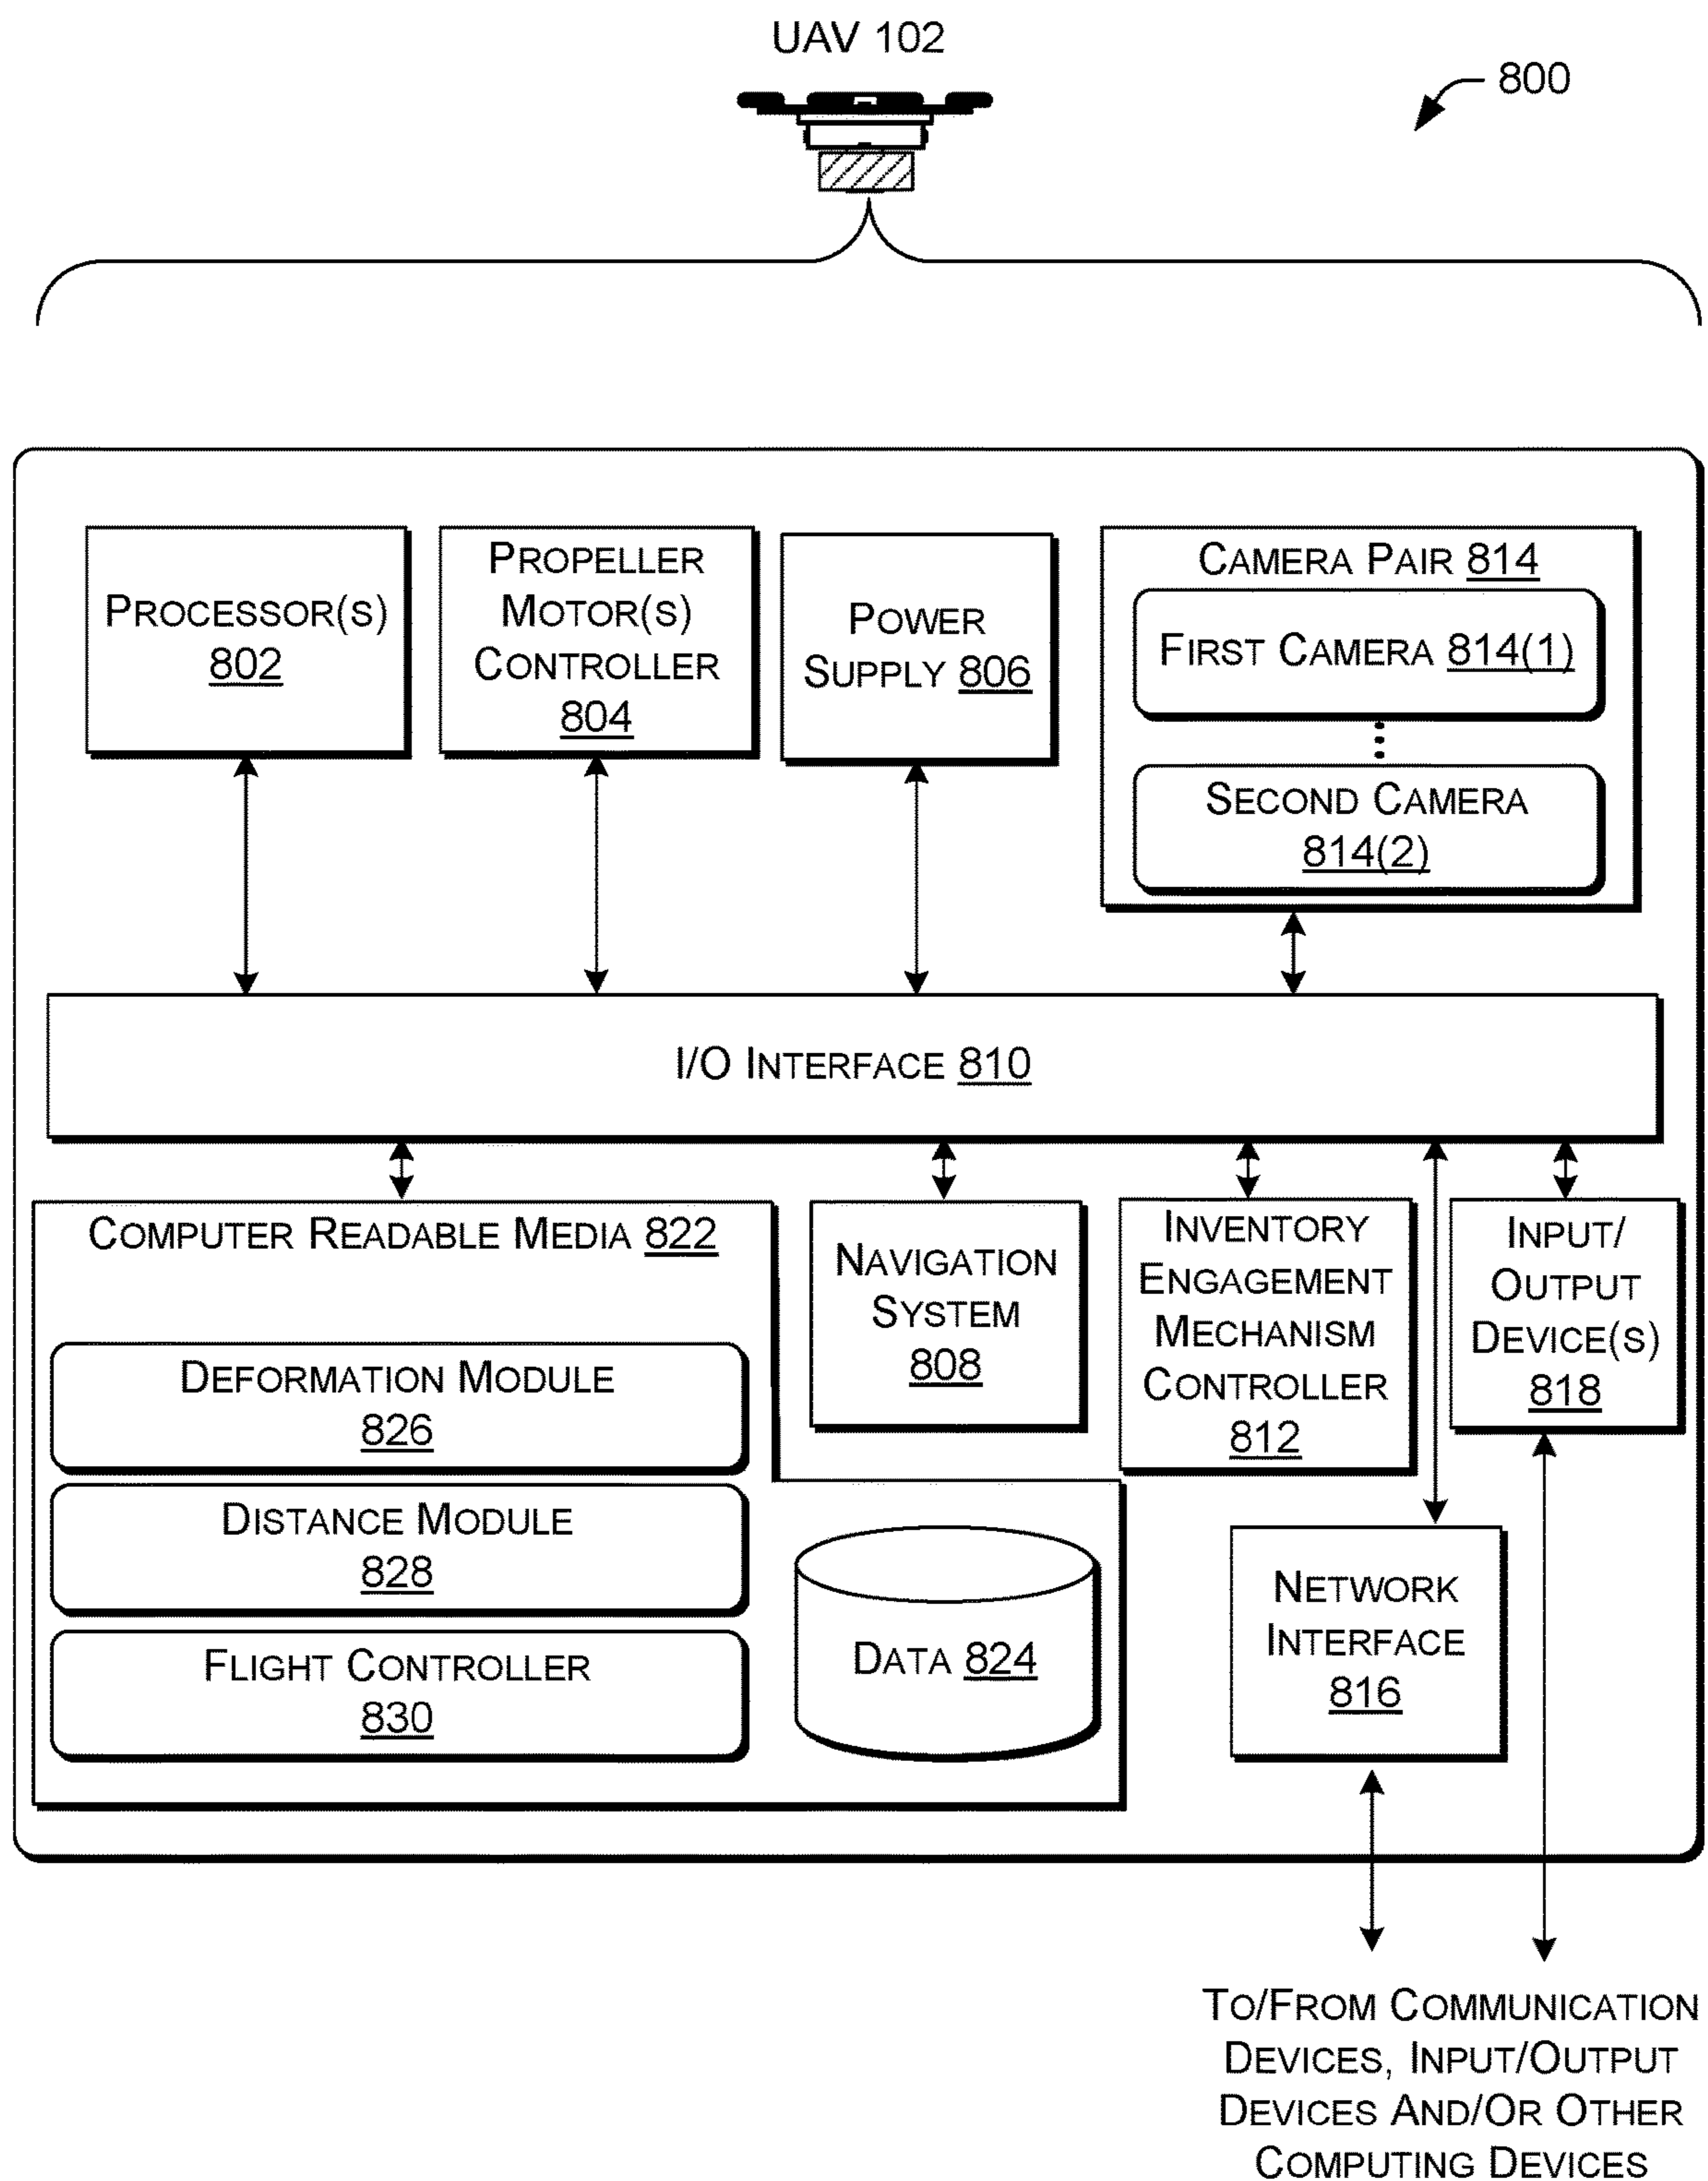 UAV 102
800
PROCESSOR(S)
802
PROPELLER
MOTOR(S)
CONTROLLER
804
POWER
SUPPLY 806
CAMERA PAIR 814
FIRST CAMERA 814(1)
SECOND CAMERA
814(2)
I/O INTERFACE 810
COMPUTER READABLE MEDIA 822
DEFORMATION MODULE
826
DISTANCE MODULE
828
FLIGHT CONTROLLER
830
DATA 824
NAVIGATION
SYSTEM
808
INVENTORY
ENGAGEMENT
MECHANISM
CONTROLLER
812
INPUT/
OUTPUT
DEVICE(S)
818
NETWORK
INTERFACE
816
TO/FROM COMMUNICATION
DEVICES, INPUT/OUTPUT
DEVICES AND/OR OTHER
COMPUTING DEVICES